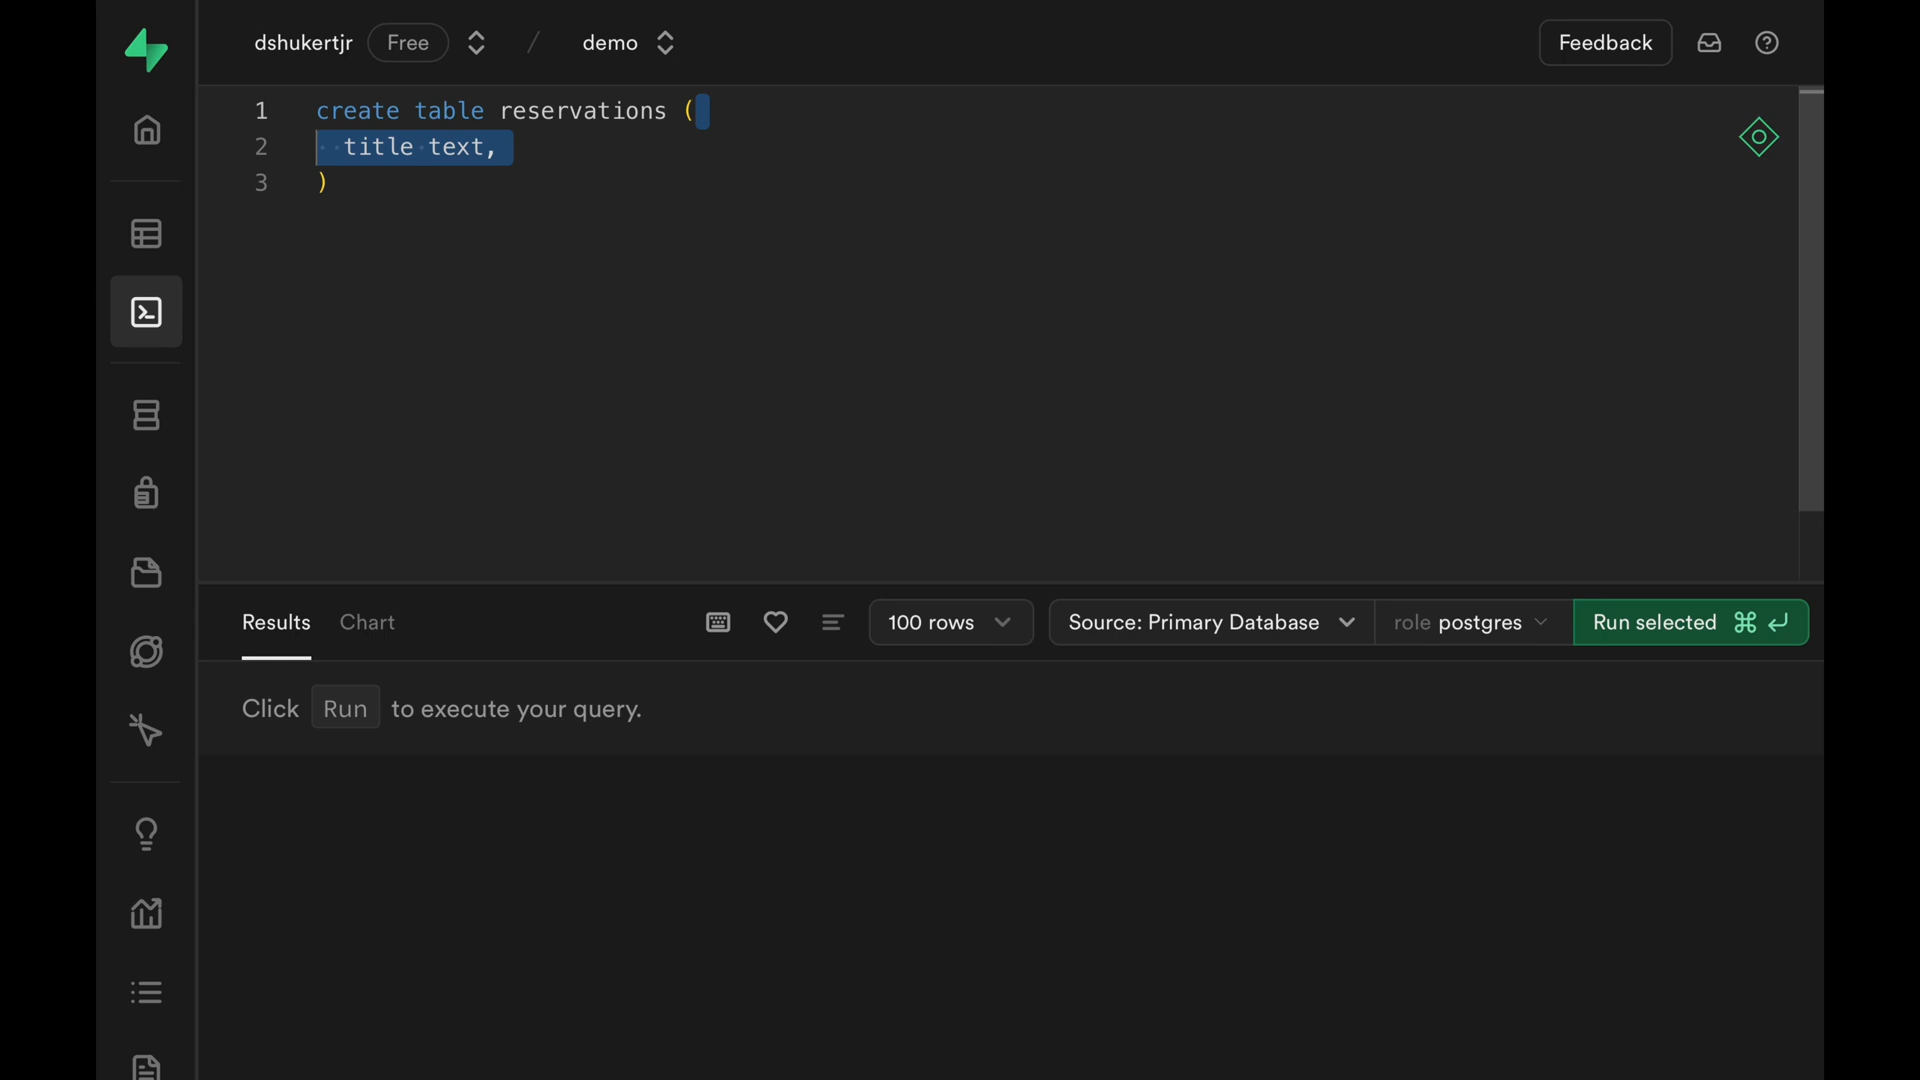 dshukertjr Free / demo Feedback
1 create table reservations (
2 title text,
3 )
Results Chart 100 rows Source: Primary Database role postgres Run selected ⌘ ↵
Click Run to execute your query.